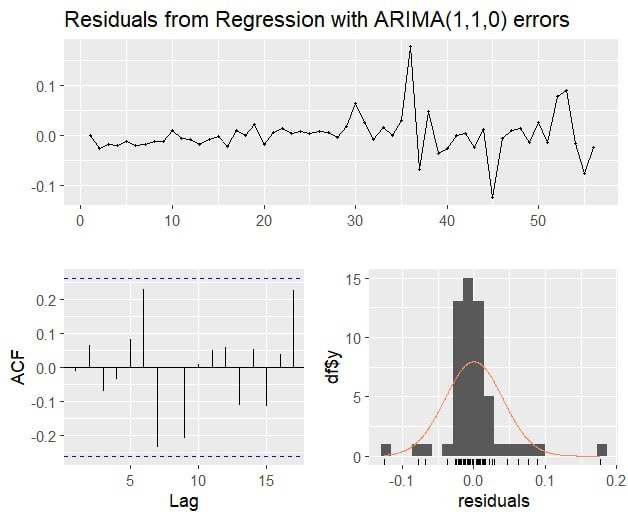 Residuals from Regression with ARIMA(1,1,0) errors
0.1
0.0
-0.1
0 10 20 30 40 50
ACF
0.2
0.1
0.0
-0.1
-0.2
5 10 15
Lag
df$y
15
10
5
0
-0.1 0.0 0.1 0.2
residuals